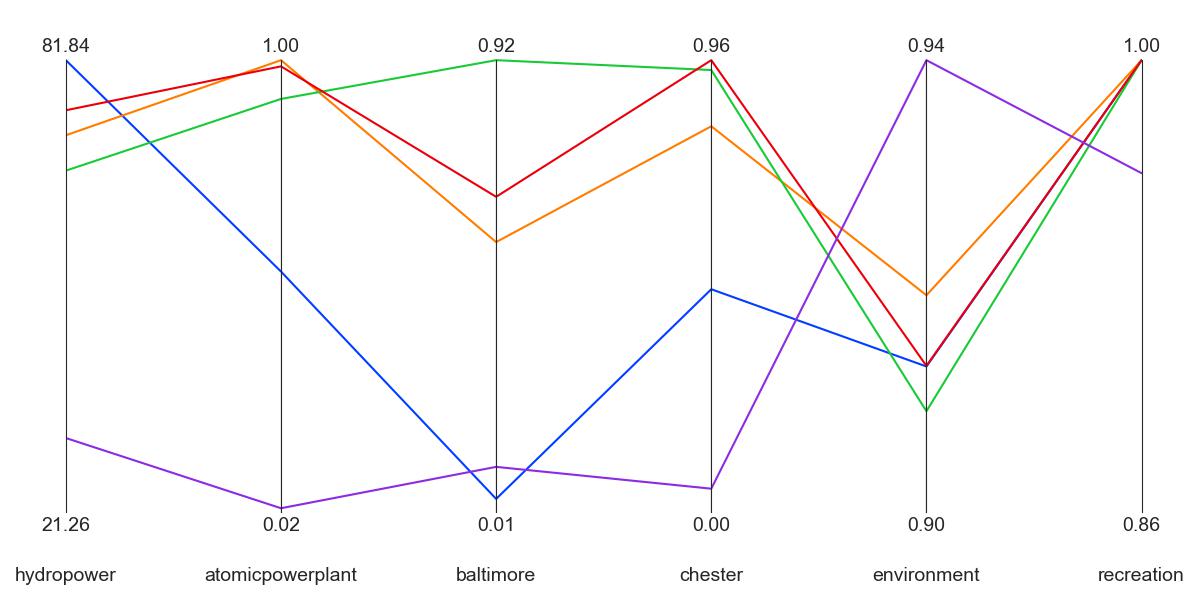 81.84 1.00 0.92 0.96 0.94 1.00
21.26 0.02 0.01 0.00 0.90 0.86
hydropower atomicpowerplant baltimore chester environment recreation